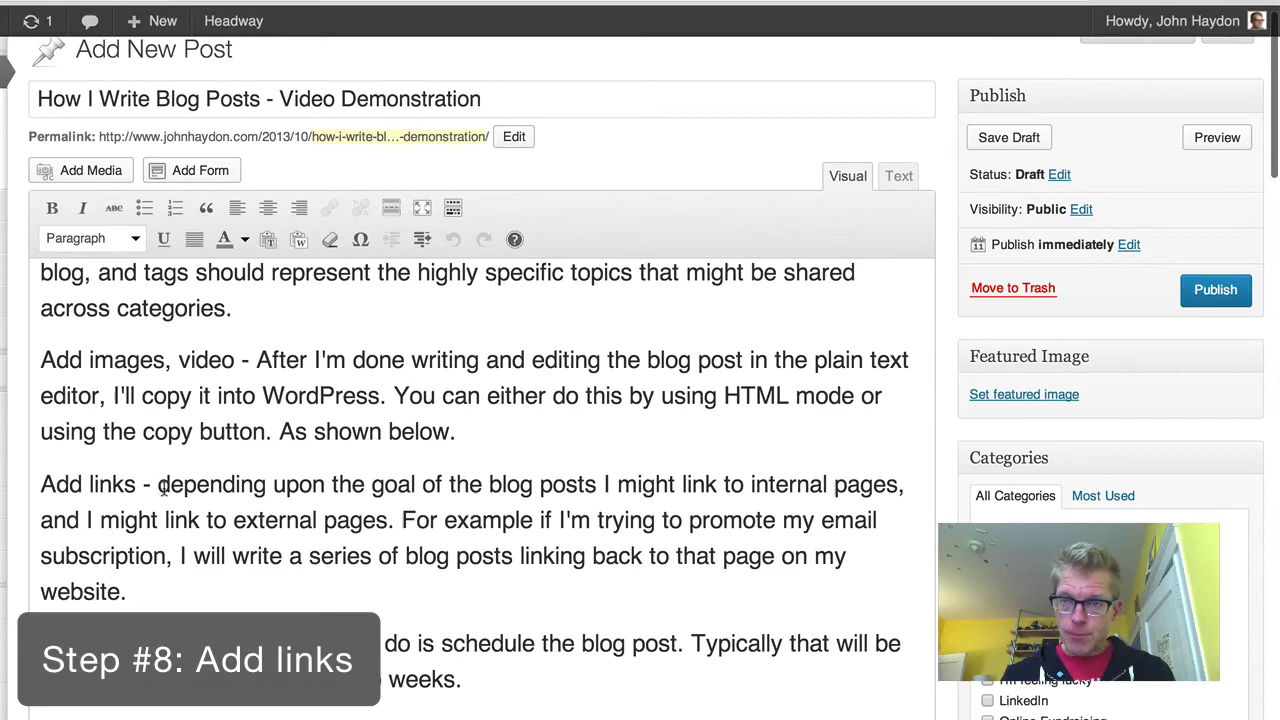 1 New Headway Howdy, John Haydon
Add New Post
How I Write Blog Posts - Video Demonstration
Permalink: http://www.johnhaydon.com/2013/10/how-i-write-bl…-demonstration/ Edit
Add Media Add Form Visual Text
B I ABC
Paragraph U A
blog, and tags should represent the highly specific topics that might be shared
across categories.
Add images, video - After I'm done writing and editing the blog post in the plain text
editor, I'll copy it into WordPress. You can either do this by using HTML mode or
using the copy button. As shown below.
Add links - depending upon the goal of the blog posts I might link to internal pages,
and I might link to external pages. For example if I'm trying to promote my email
subscription, I will write a series of blog posts linking back to that page on my
website.
do is schedule the blog post. Typically that will be
weeks.
Step #8: Add links
Publish
Save Draft Preview
Status: Draft Edit
Visibility: Public Edit
11 Publish immediately Edit
Move to Trash Publish
Featured Image
Set featured image
Categories
All Categories Most Used
I'm feeling lucky
LinkedIn
Online Fundraising